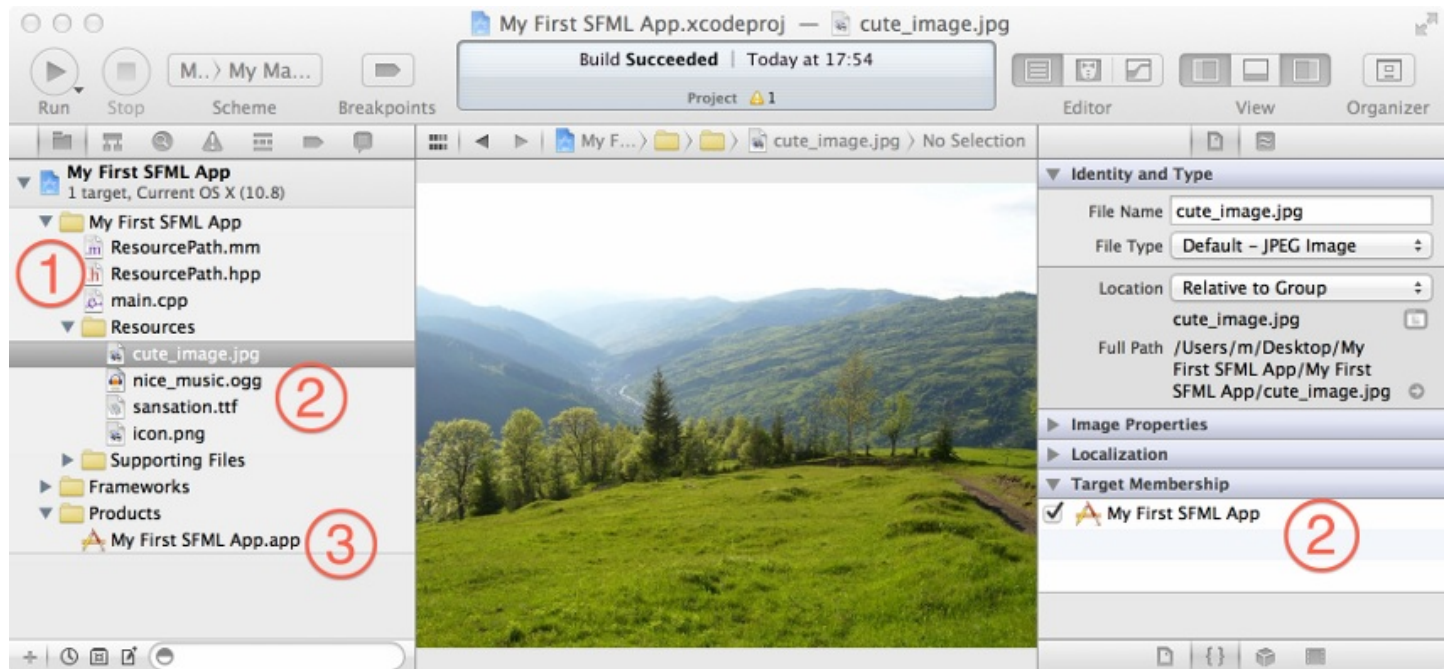 My First SFML App.xcodeproj — cute_image.jpg
Run
Stop
M..〉My Ma...
Scheme
Breakpoints
Build Succeeded | Today at 17:54
Project 1
Editor
View
Organizer
My F...〉 〉 〉 cute_image.jpg 〉 No Selection
My First SFML App
1 target, Current OS X (10.8)
My First SFML App
1
ResourcePath.mm
ResourcePath.hpp
main.cpp
Resources
cute_image.jpg
nice_music.ogg
2
sansation.ttf
icon.png
Supporting Files
Frameworks
Products
My First SFML App.app
3
Identity and Type
File Name cute_image.jpg
File Type Default – JPEG Image
Location Relative to Group
cute_image.jpg
Full Path /Users/m/Desktop/My
First SFML App/My First
SFML App/cute_image.jpg
Image Properties
Localization
Target Membership
My First SFML App
2